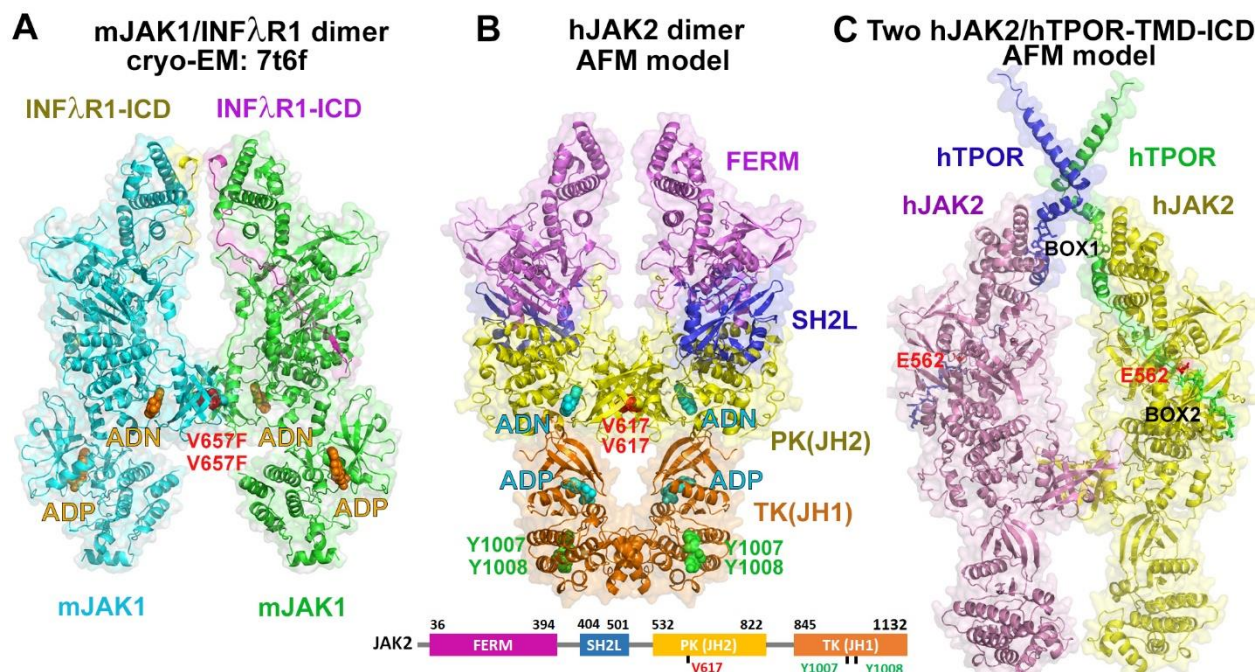 A mJAK1/INFλR1 dimer
cryo-EM: 7t6f
INFλR1-ICD INFλR1-ICD
ADN ADN
V657F
V657F
ADP ADP
mJAK1 mJAK1
B hJAK2 dimer
AFM model
FERM
SH2L
ADN ADN
V617
V617
PK(JH2)
ADP ADP
TK(JH1)
Y1007 Y1007
Y1008 Y1008
C Two hJAK2/hTPOR-TMD-ICD
AFM model
hTPOR hTPOR
hJAK2 hJAK2
BOX1
E562 E562
BOX2
36 394 404 501 532 822 845 1132
JAK2 FERM SH2L PK (JH2) TK (JH1)
V617 Y1007 Y1008